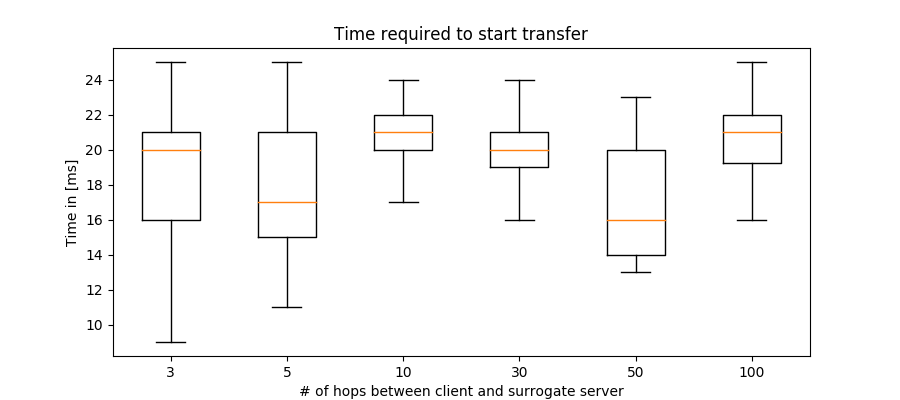 Time required to start transfer
24
22
20
18
16
14
12
10
Time in [ms]
3 5 10 30 50 100
# of hops between client and surrogate server